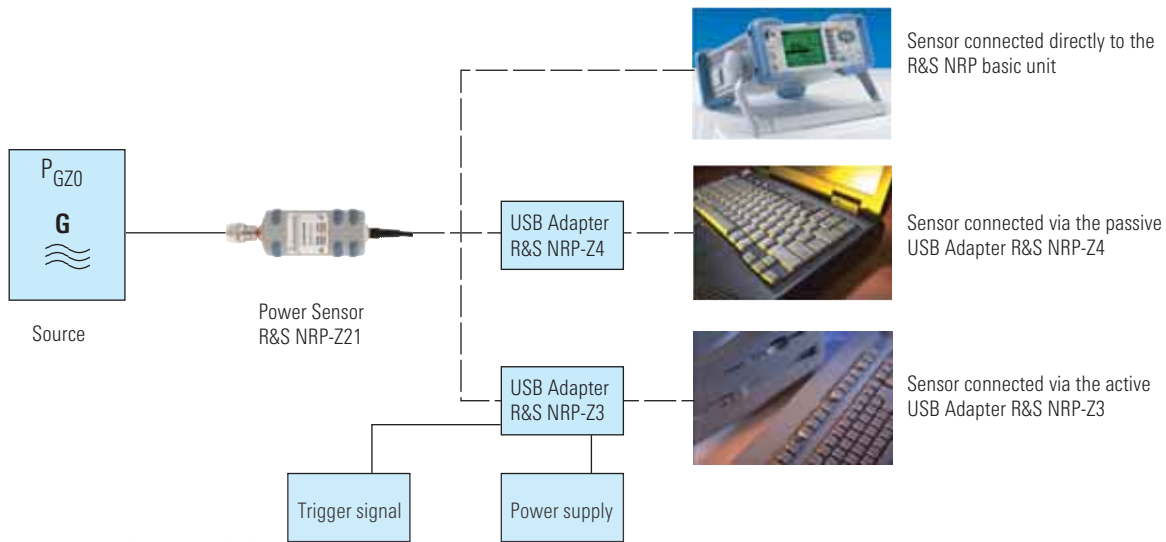 Sensor connected directly to the
R&S NRP basic unit
P_GZ0
G
Source
Power Sensor
R&S NRP-Z21
USB Adapter
R&S NRP-Z4
Sensor connected via the passive
USB Adapter R&S NRP-Z4
USB Adapter
R&S NRP-Z3
Sensor connected via the active
USB Adapter R&S NRP-Z3
Trigger signal
Power supply